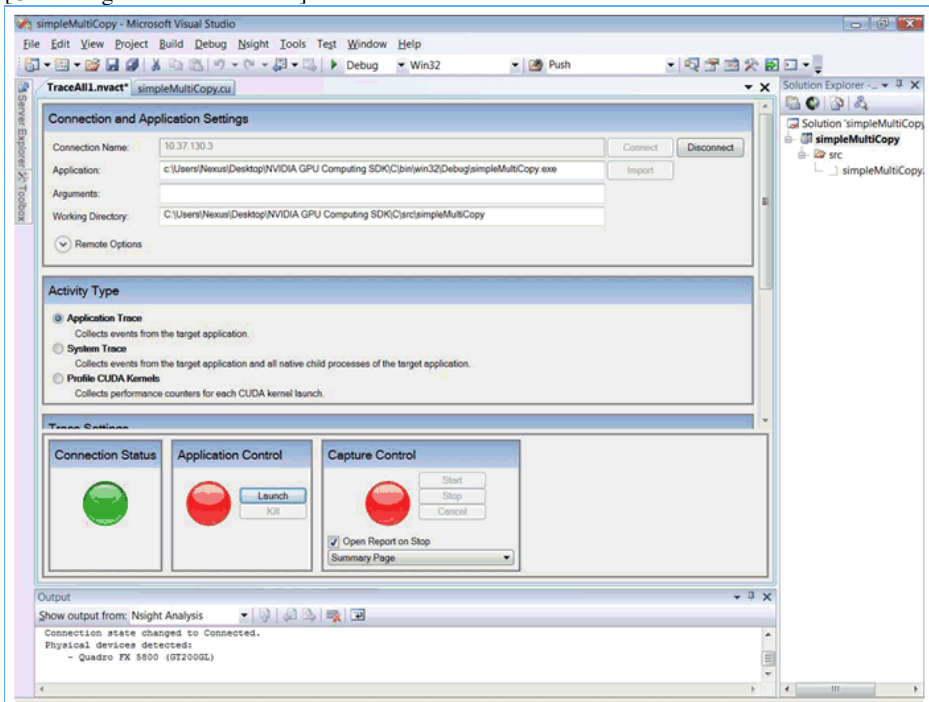 simpleMultiCopy - Microsoft Visual Studio
File Edit View Project Build Debug Nsight Tools Test Window Help
Debug Win32 Push
Server Explorer Toolbox
TraceAll1.nvact* simpleMultiCopy.cu
Connection and Application Settings
Connection Name: 10.37.130.3 Connect Disconnect
Application: c:\Users\Nexus\Desktop\NVIDIA GPU Computing SDK\C\bin\win32\Debug\simpleMultiCopy.exe Import
Arguments:
Working Directory: C:\Users\Nexus\Desktop\NVIDIA GPU Computing SDK\C\src\simpleMultiCopy
Remote Options
Activity Type
Application Trace
Collects events from the target application.
System Trace
Collects events from the target application and all native child processes of the target application.
Profile CUDA Kernels
Collects performance counters for each CUDA kernel launch.
Trace Settings
Connection Status
Application Control
Launch
Kill
Capture Control
Start
Stop
Cancel
Open Report on Stop
Summary Page
Output
Show output from: Nsight Analysis
Connection state changed to Connected.
Physical devices detected:
- Quadro FX 5800 (GT200GL)
Solution Explorer -...
Solution 'simpleMultiCopy
simpleMultiCopy
src
simpleMultiCopy.